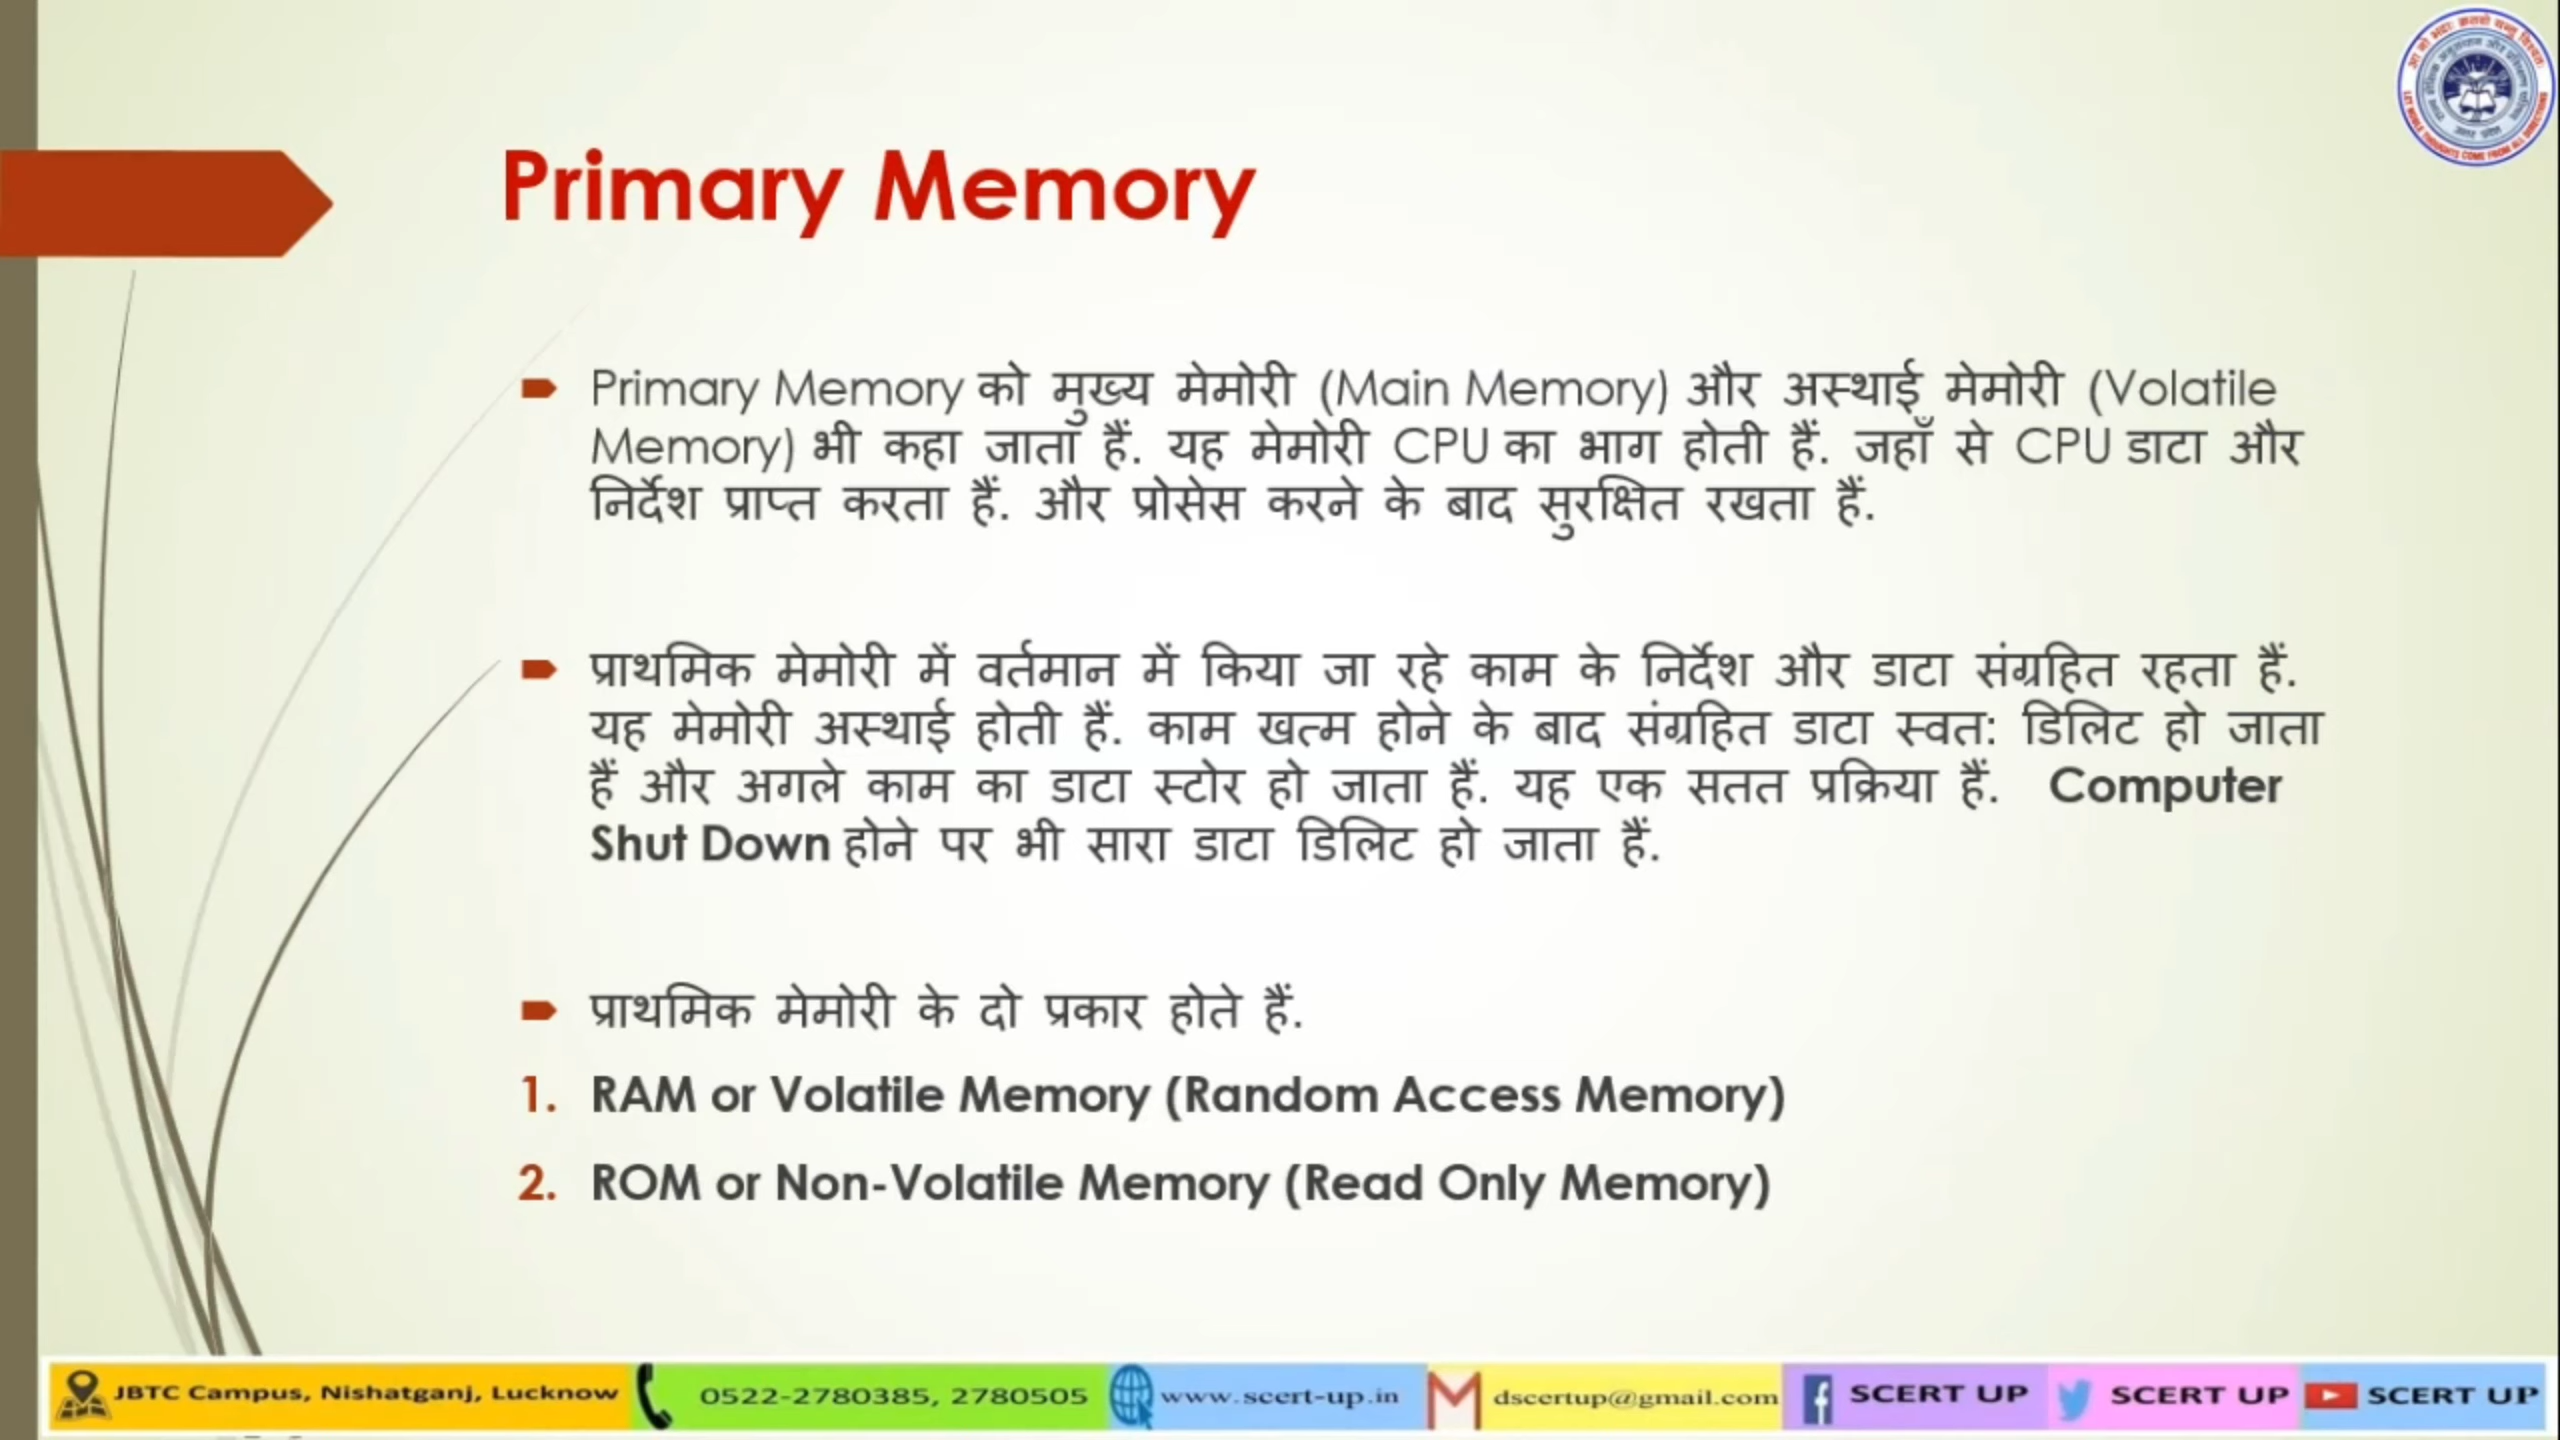 Primary Memory
Primary Memory को मुख्य मेमोरी (Main Memory) और अस्थाई मेमोरी (Volatile
Memory) भी कहा जाता हैं. यह मेमोरी CPU का भाग होती हैं. जहाँ से CPU डाटा और
निर्देश प्राप्त करता हैं. और प्रोसेस करने के बाद सुरक्षित रखता हैं.
प्राथमिक मेमोरी में वर्तमान में किया जा रहे काम के निर्देश और डाटा संग्रहित रहता हैं.
यह मेमोरी अस्थाई होती हैं. काम खत्म होने के बाद संग्रहित डाटा स्वत: डिलिट हो जाता
हैं और अगले काम का डाटा स्टोर हो जाता हैं. यह एक सतत प्रक्रिया हैं. Computer
Shut Down होने पर भी सारा डाटा डिलिट हो जाता हैं.
प्राथमिक मेमोरी के दो प्रकार होते हैं.
1. RAM or Volatile Memory (Random Access Memory)
2. ROM or Non-Volatile Memory (Read Only Memory)
JBTC Campus, Nishatganj, Lucknow 0522-2780385, 2780505 www.scert-up.in dscertup@gmail.com SCERT UP SCERT UP SCERT UP